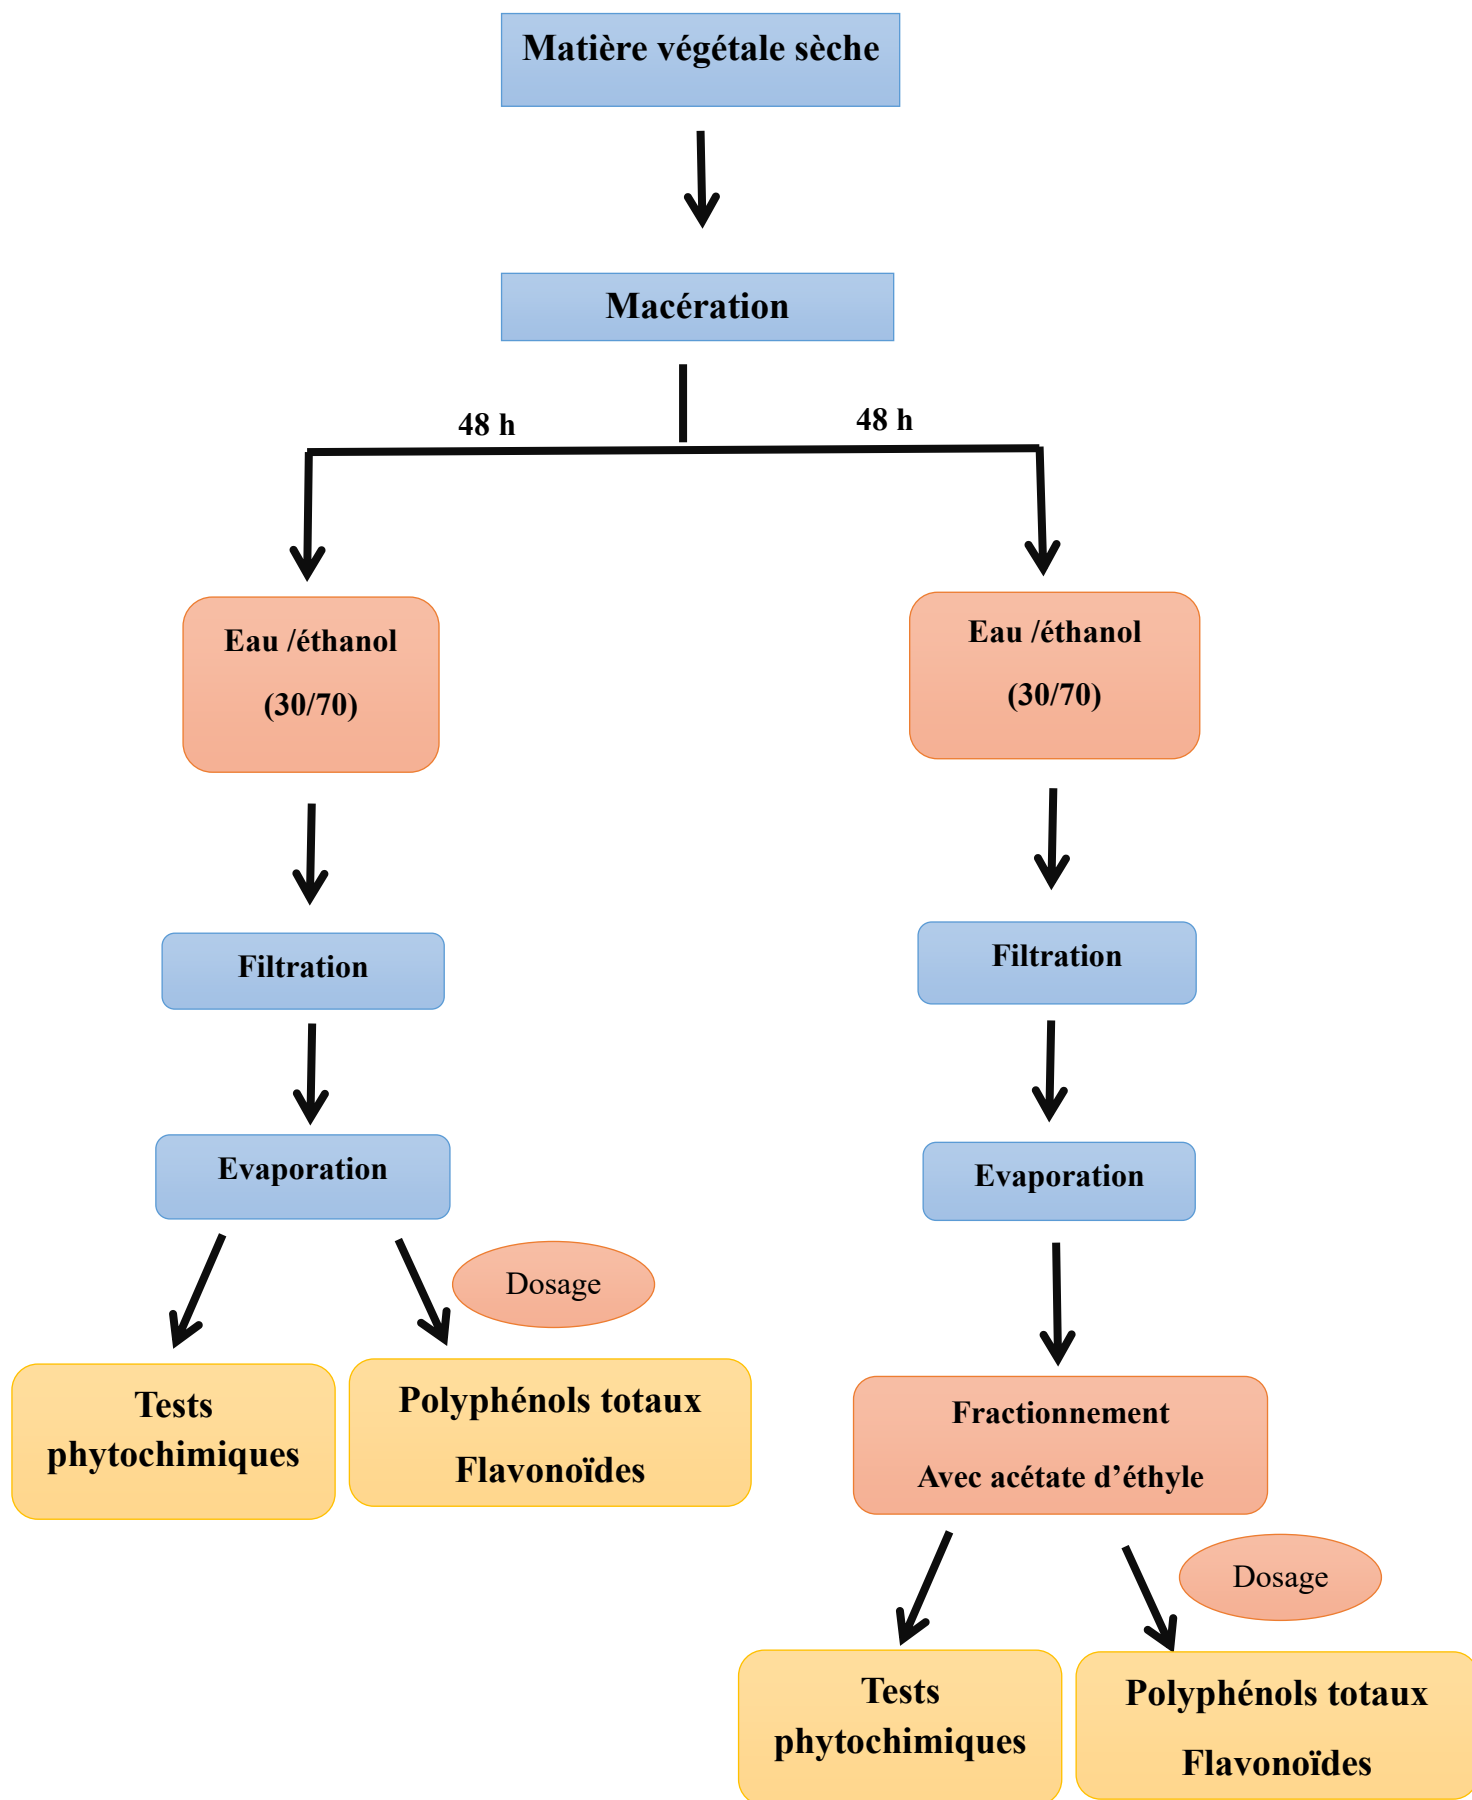 Matière végétale sèche
Macération
48 h
48 h
Eau /éthanol
(30/70)
Eau /éthanol
(30/70)
Filtration
Filtration
Evaporation
Evaporation
Dosage
Tests
phytochimiques
Polyphénols totaux
Flavonoïdes
Fractionnement
Avec acétate d’éthyle
Dosage
Tests
phytochimiques
Polyphénols totaux
Flavonoïdes